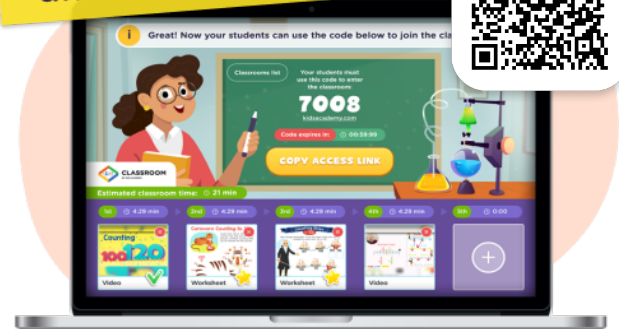 i
Great! Now your students can use the code below to join the cla
Classrooms list
Your students must
use this code to enter
the classroom:
7008
kidsacademy.com
Code expires in:
00:59:99
COPY ACCESS LINK
CLASSROOM
Estimated classroom time: 21 min
1st 4:29 min
2nd 4:29 min
3rd 4:29 min
4th 4:29 min
5th 0:00
Counting
100 120
Video
Worksheet
Worksheet
Video